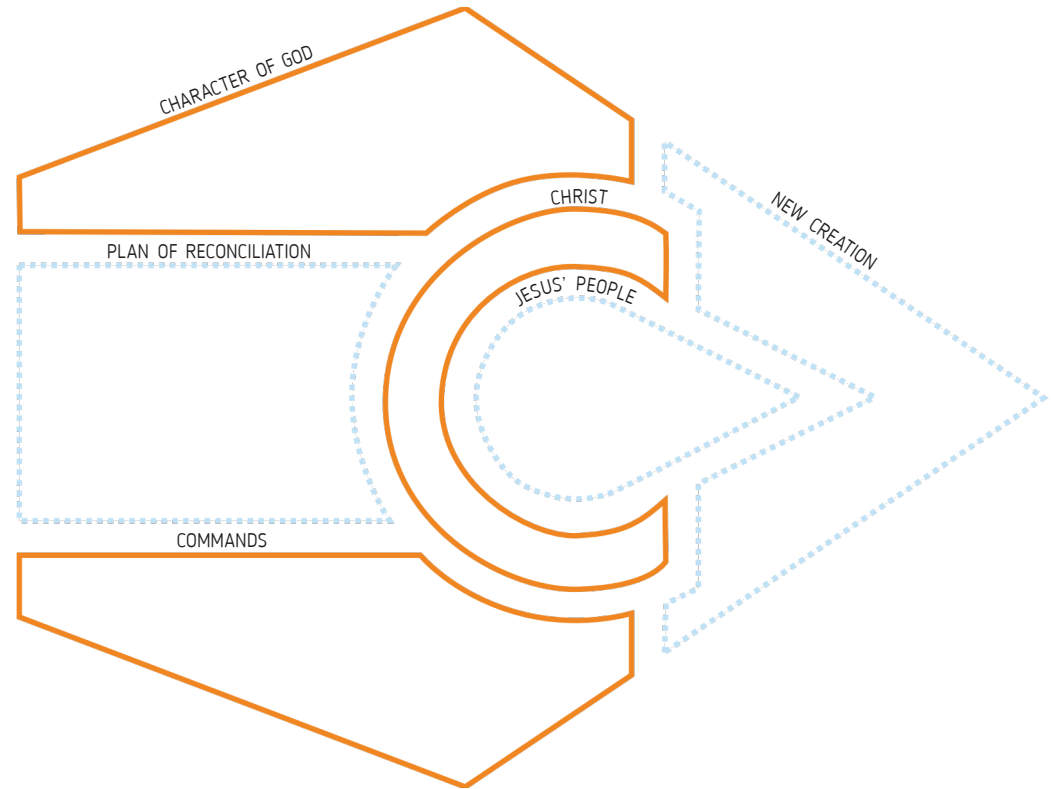 CHARACTER OF GOD
CHRIST
NEW CREATION
PLAN OF RECONCILIATION
JESUS' PEOPLE
COMMANDS